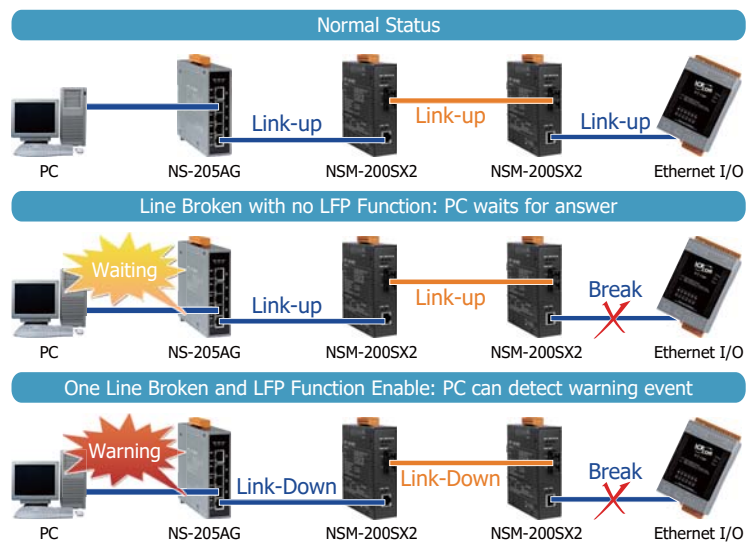 Normal Status
Link-up
Link-up
Link-up
PC
NS-205AG
NSM-200SX2
NSM-200SX2
Ethernet I/O
Line Broken with no LFP Function: PC waits for answer
Waiting
Link-up
Link-up
Break
PC
NS-205AG
NSM-200SX2
NSM-200SX2
Ethernet I/O
One Line Broken and LFP Function Enable: PC can detect warning event
Warning
Link-Down
Link-Down
Break
PC
NS-205AG
NSM-200SX2
NSM-200SX2
Ethernet I/O